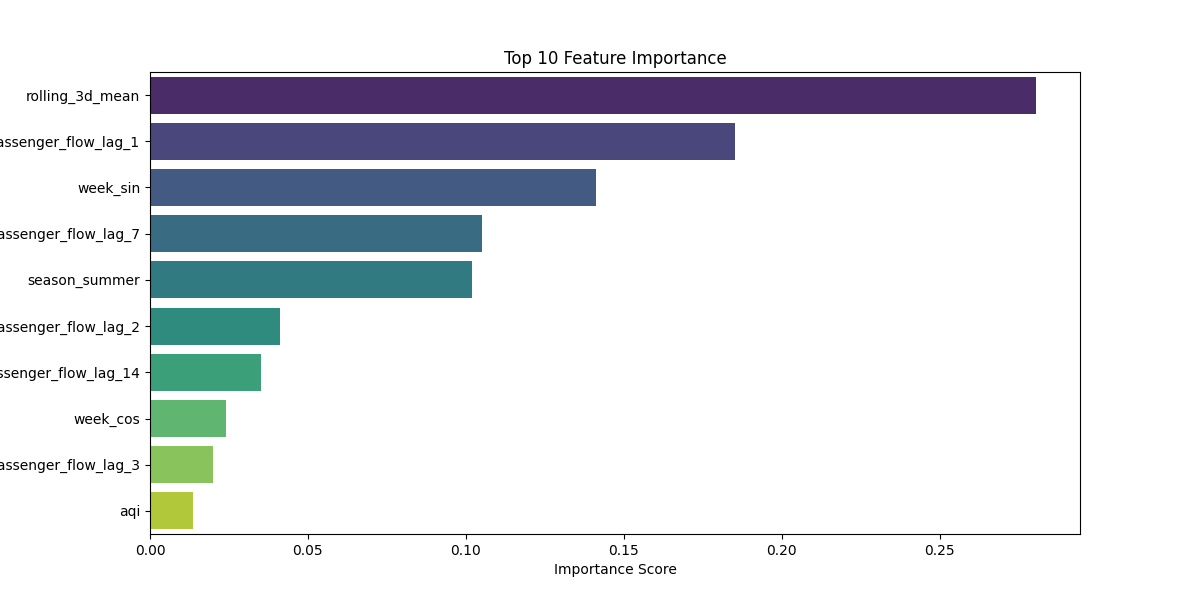 Top 10 Feature Importance
rolling_3d_mean
assenger_flow_lag_1
week_sin
assenger_flow_lag_7
season_summer
assenger_flow_lag_2
ssenger_flow_lag_14
week_cos
assenger_flow_lag_3
aqi
0.00 0.05 0.10 0.15 0.20 0.25
Importance Score